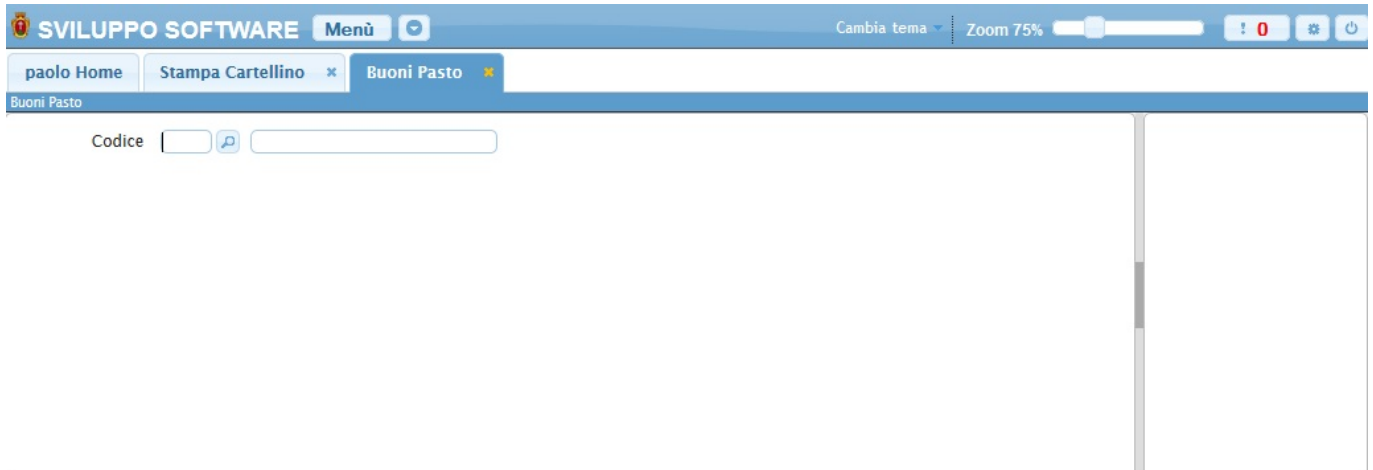 SVILUPPO SOFTWARE Menù Cambia tema Zoom 75% ! 0
paolo Home Stampa Cartellino × Buoni Pasto ×
Buoni Pasto
Codice